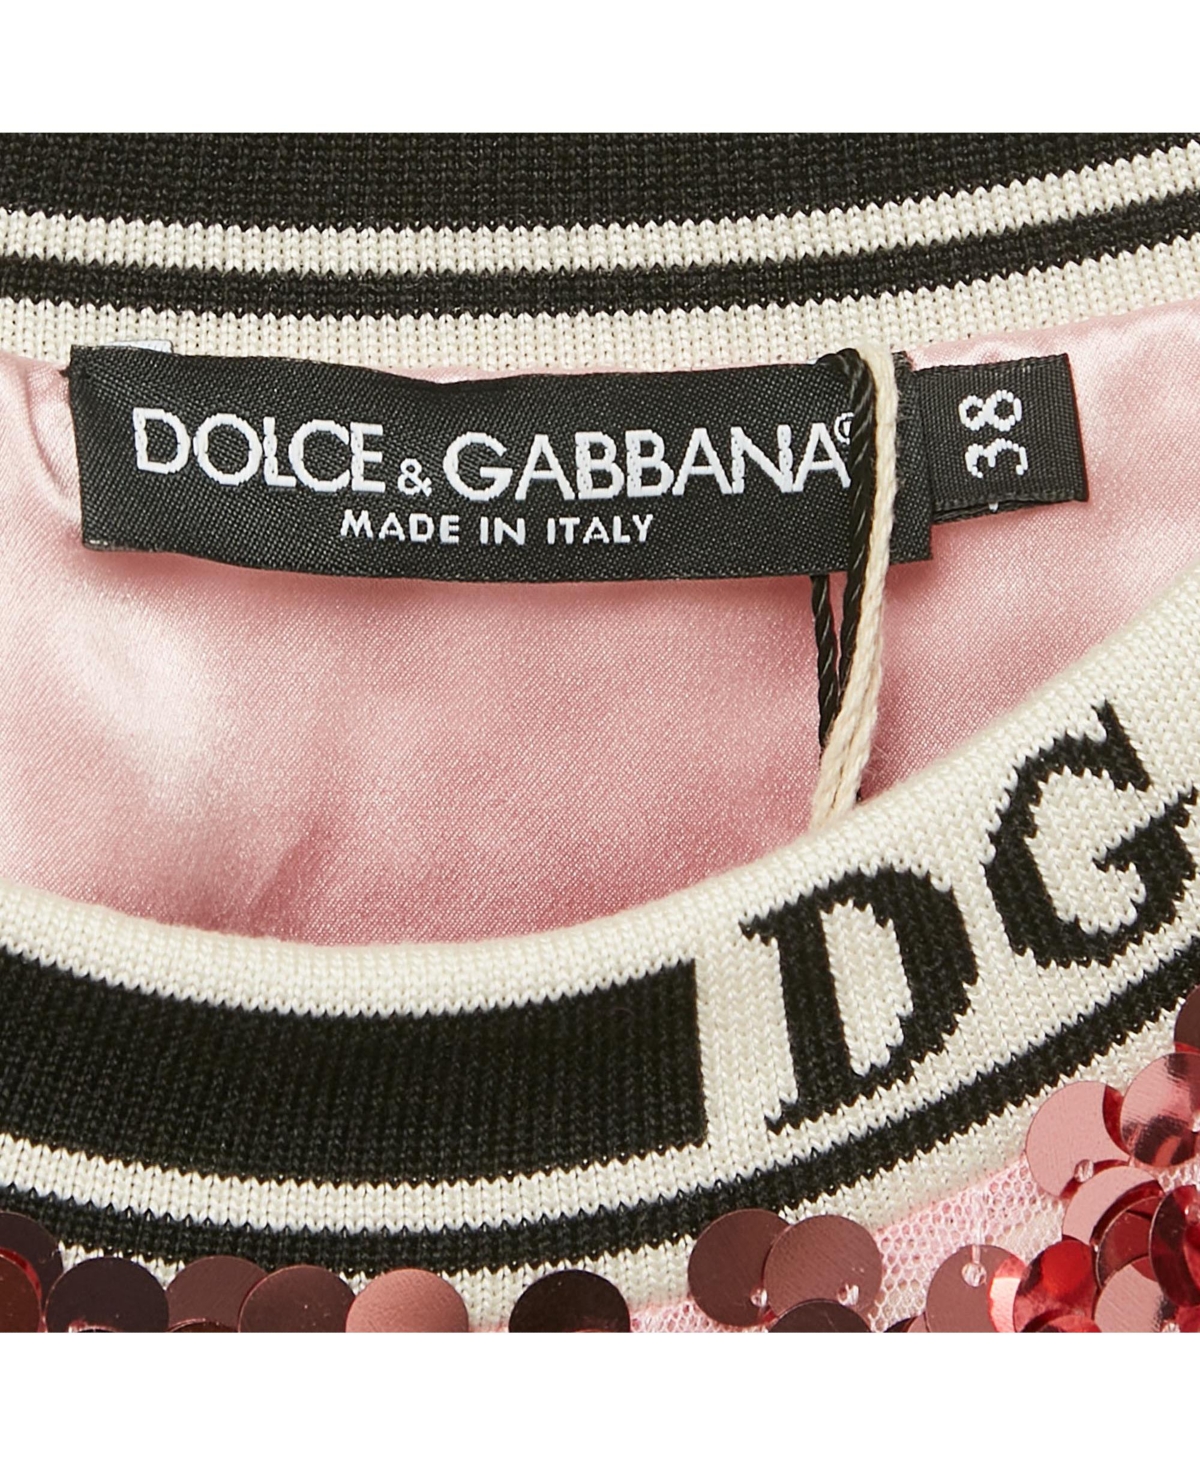 DOLCE & GABBANA®
MADE IN ITALY
38
DG